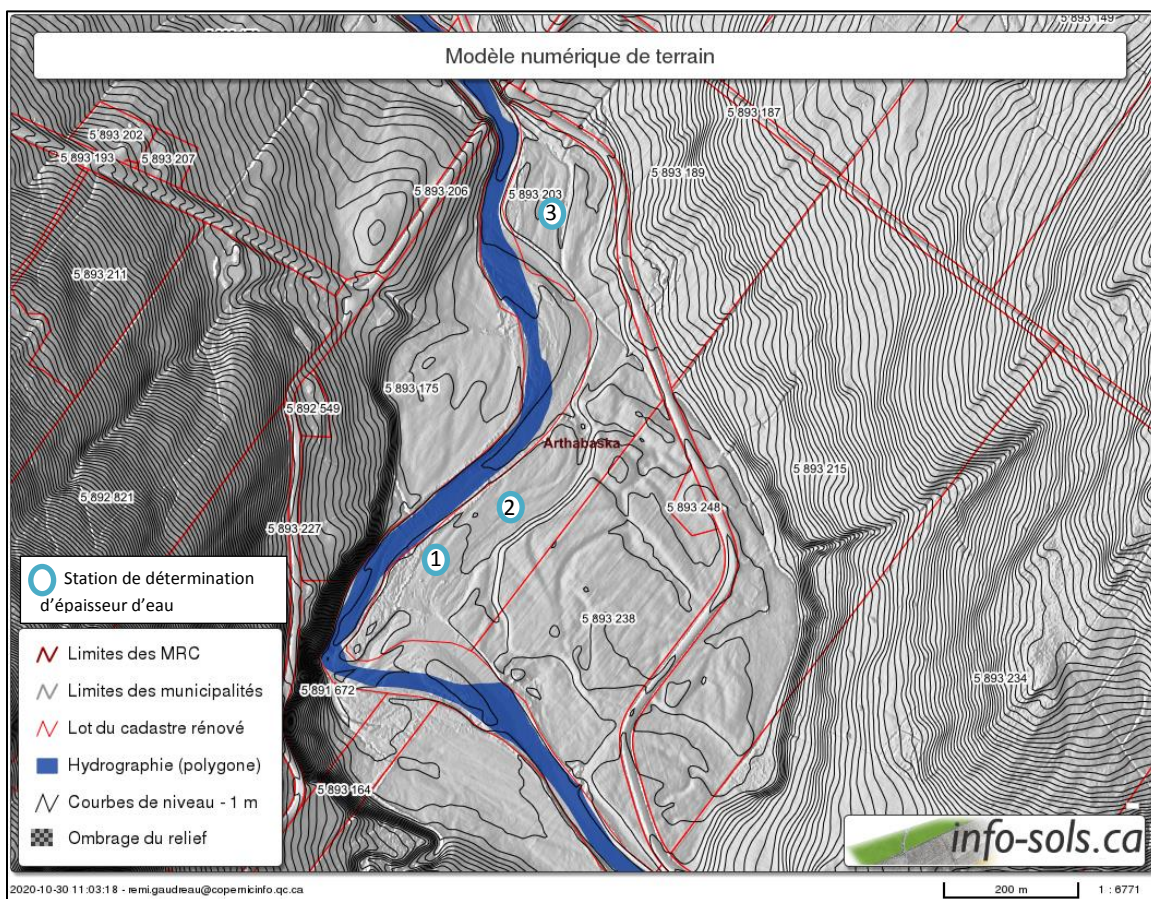 5 893 149
Modèle numérique de terrain
5 893 187
5 893 202
5 893 193
5 893 207
5 893 189
5 893 206
5 893 203
3
5 893 211
5 893 175
5 892 549
Arthabaska
5 893 215
5 892 821
2
5 893 248
5 893 227
1
Station de détermination
d'épaisseur d'eau
5 893 238
Limites des MRC
5 891 672
5 893 234
Limites des municipalités
Lot du cadastre rénové
Hydrographie (polygone)
5 893 164
Courbes de niveau - 1 m
Ombrage du relief
info-sols.ca
2020-10-30 11:03:18 - remi.gaudreau@copernicinfo.qc.ca
200 m
1 : 6771